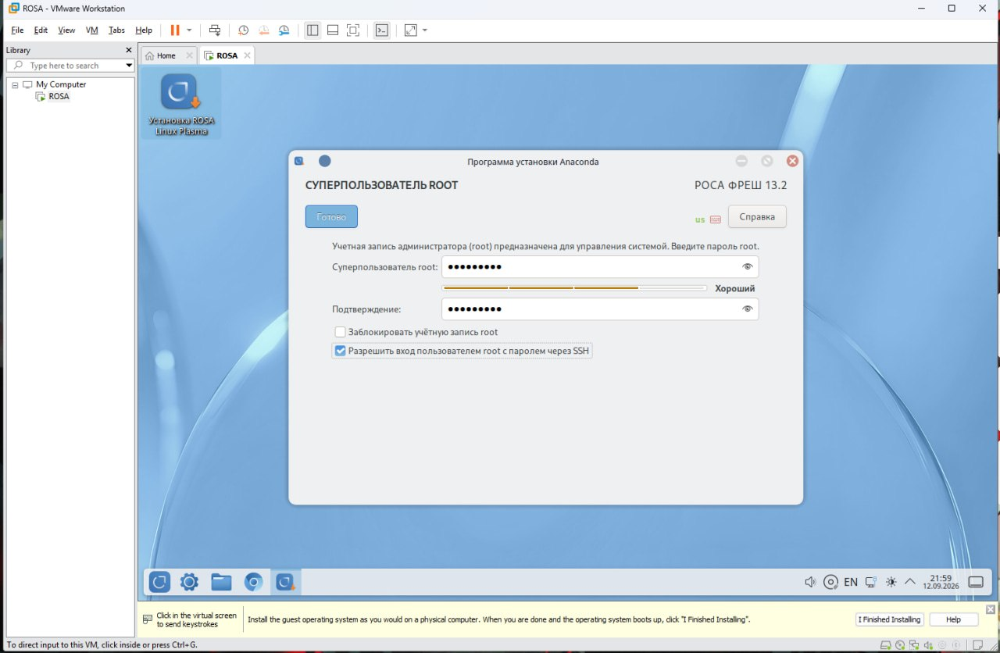 ROSA - VMware Workstation
File Edit View VM Tabs Help
Library
Type here to search
My Computer
ROSA
Home
ROSA
Установка ROSA
Linux Plasma
Программа установки Anaconda
СУПЕРПОЛЬЗОВАТЕЛЬ ROOT
РОСА ФРЕШ 13.2
Готово
us
Справка
Учетная запись администратора (root) предназначена для управления системой. Введите пароль root.
Суперпользователь root:
Хороший
Подтверждение:
Заблокировать учётную запись root
Разрешить вход пользователем root с паролем через SSH
EN
21:59
12.09.2026
Click in the virtual screen
to send keystrokes
Install the guest operating system as you would on a physical computer. When you are done and the operating system boots up, click "I Finished Installing".
I Finished Installing
Help
To direct input to this VM, click inside or press Ctrl+G.